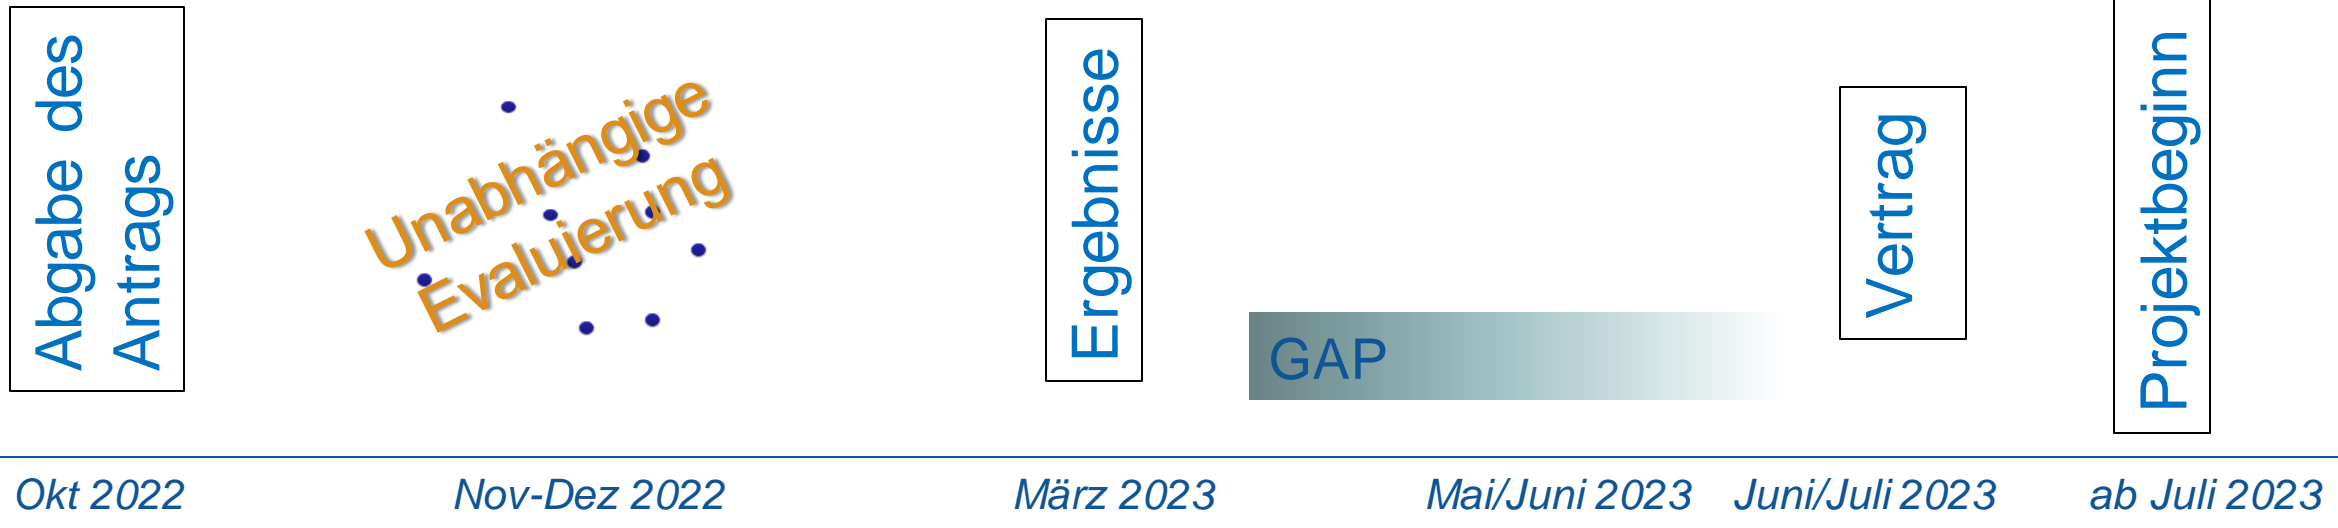 Abgabe des
Antrags
Unabhängige
Evaluierung
Ergebnisse
GAP
Vertrag
Projektbeginn
Okt 2022
Nov-Dez 2022
März 2023
Mai/Juni 2023
Juni/Juli 2023
ab Juli 2023